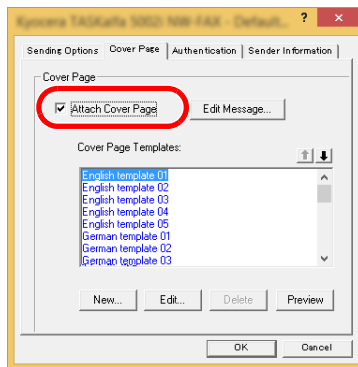 Kyocera TASKalfa 5002i NW-FAX - Default...
Sending Options Cover Page Authentication Sender Information
Cover Page
Attach Cover Page Edit Message...
Cover Page Templates:
English template 01
English template 02
English template 03
English template 04
English template 05
German template 01
German template 02
German template 03
New... Edit... Delete Preview
OK Cancel